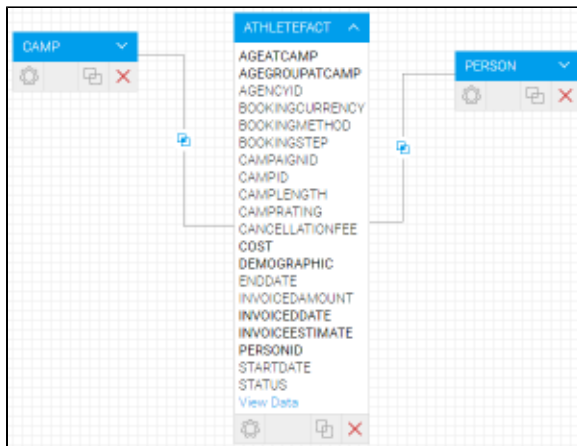 CAMP
ATHLETEFACT
AGEATCAMP
AGEGROUPATCAMP
AGENCYID
BOOKINGCURRENCY
BOOKINGMETHOD
BOOKINGSTEP
CAMPAIGNID
CAMPID
CAMPLENGTH
CAMPRATING
CANCELLATIONFEE
COST
DEMOGRAPHIC
ENDDATE
INVOICEDAMOUNT
INVOICEDDATE
INVOICEESTIMATE
PERSONID
STARTDATE
STATUS
View Data
PERSON